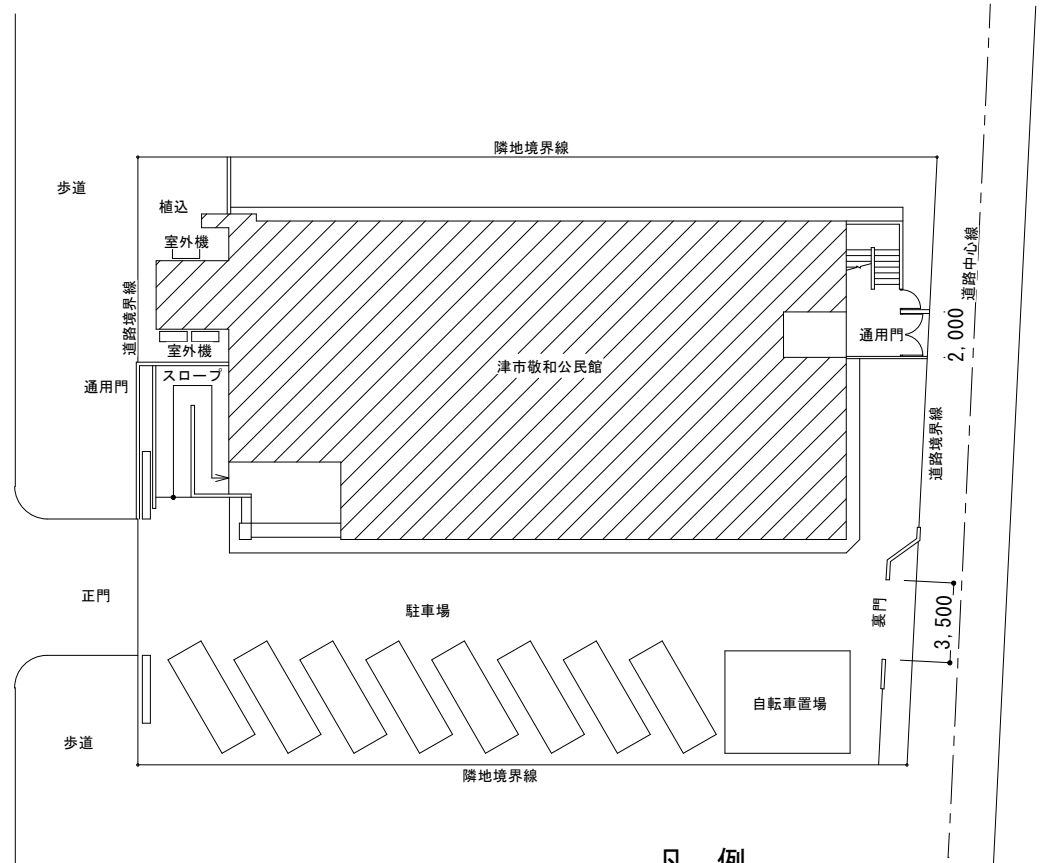 隣地境界線
歩道
植込
室外機
道路境界線
道路中心線
通用門
2,000
室外機
津市敬和公民館
スロープ
通用門
道路境界線
正門
駐車場
裏門
3,500
自転車置場
歩道
隣地境界線
凡 例